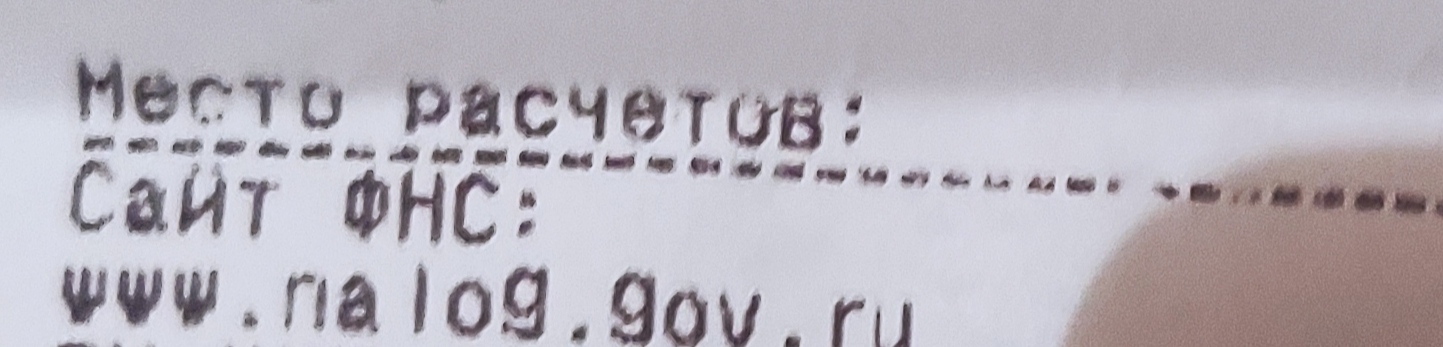 Место расчетов:
--------------------------------
Сайт ФНС:
www.nalog.gov.ru